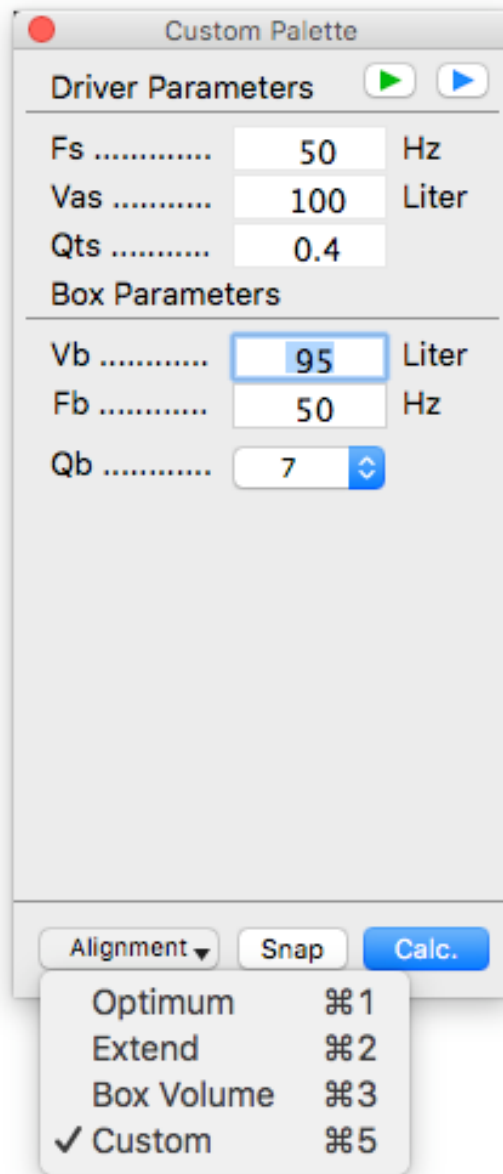 Custom Palette
Driver Parameters
Fs ............. 50 Hz
Vas ........... 100 Liter
Qts ........... 0.4
Box Parameters
Vb ............ 95 Liter
Fb ............ 50 Hz
Qb ............ 7
Alignment Snap Calc.
Optimum ⌘1
Extend ⌘2
Box Volume ⌘3
✓ Custom ⌘5